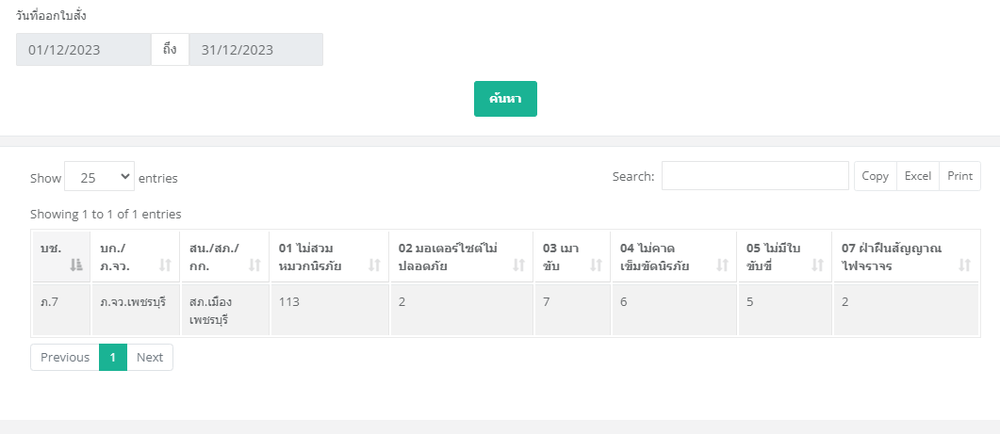 วันที่ออกใบสั่ง
01/12/2023 ถึง 31/12/2023
ค้นหา
Show 25 entries Search: Copy Excel Print
Showing 1 to 1 of 1 entries
บช. บก./ สน./สภ./ 01 ไม่สวม 02 มอเตอร์ไซต์ไม่ 03 เมา 04 ไม่คาด 05 ไม่มีใบ 07 ฝ่าฝืนสัญญาณ
ภ.จว. กก. หมวกนิรภัย ปลอดภัย ขับ เข็มขัดนิรภัย ขับขี่ ไฟจราจร
ภ.7 ภ.จว.เพชรบุรี สภ.เมือง 113 2 7 6 5 2
เพชรบุรี
Previous 1 Next